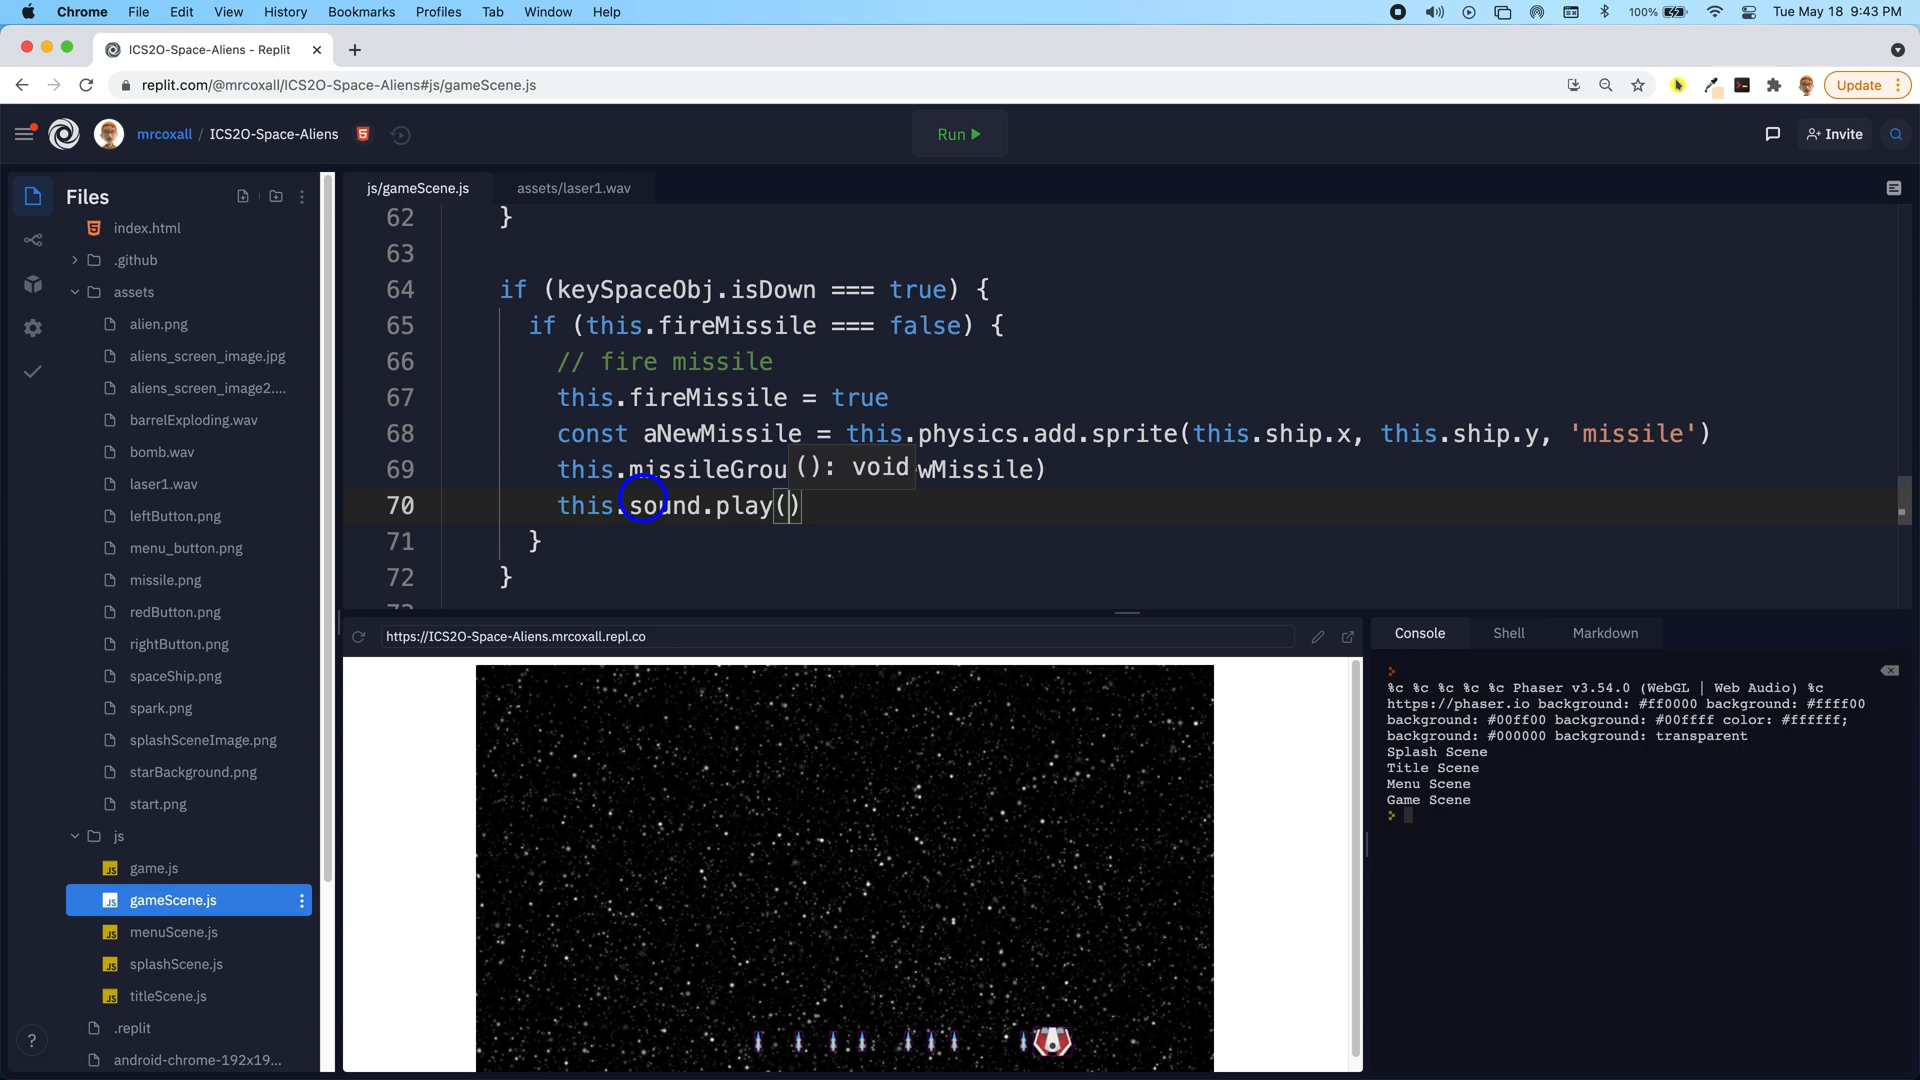 Chrome File Edit View History Bookmarks Profiles Tab Window Help 100% Tue May 18 9:43 PM
ICS2O-Space-Aliens - Replit
replit.com/@mrcoxall/ICS2O-Space-Aliens#js/gameScene.js Update
mrcoxall / ICS2O-Space-Aliens Run Invite
Files
index.html
.github
assets
alien.png
aliens_screen_image.jpg
aliens_screen_image2....
barrelExploding.wav
bomb.wav
laser1.wav
leftButton.png
menu_button.png
missile.png
redButton.png
rightButton.png
spaceShip.png
spark.png
splashSceneImage.png
starBackground.png
start.png
js
game.js
gameScene.js
menuScene.js
splashScene.js
titleScene.js
.replit
android-chrome-192x19...
js/gameScene.js assets/laser1.wav
62 }
63
64 if (keySpaceObj.isDown === true) {
65 if (this.fireMissile === false) {
66 // fire missile
67 this.fireMissile = true
68 const aNewMissile = this.physics.add.sprite(this.ship.x, this.ship.y, 'missile')
(): void
69 this.missileGrou wMissile)
70 this.sound.play()
71 }
72 }
https://ICS2O-Space-Aliens.mrcoxall.repl.co
Console Shell Markdown
%c %c %c %c %c Phaser v3.54.0 (WebGL | Web Audio) %c
https://phaser.io background: #ff0000 background: #ffff00
background: #00ff00 background: #00ffff color: #ffffff;
background: #000000 background: transparent
Splash Scene
Title Scene
Menu Scene
Game Scene